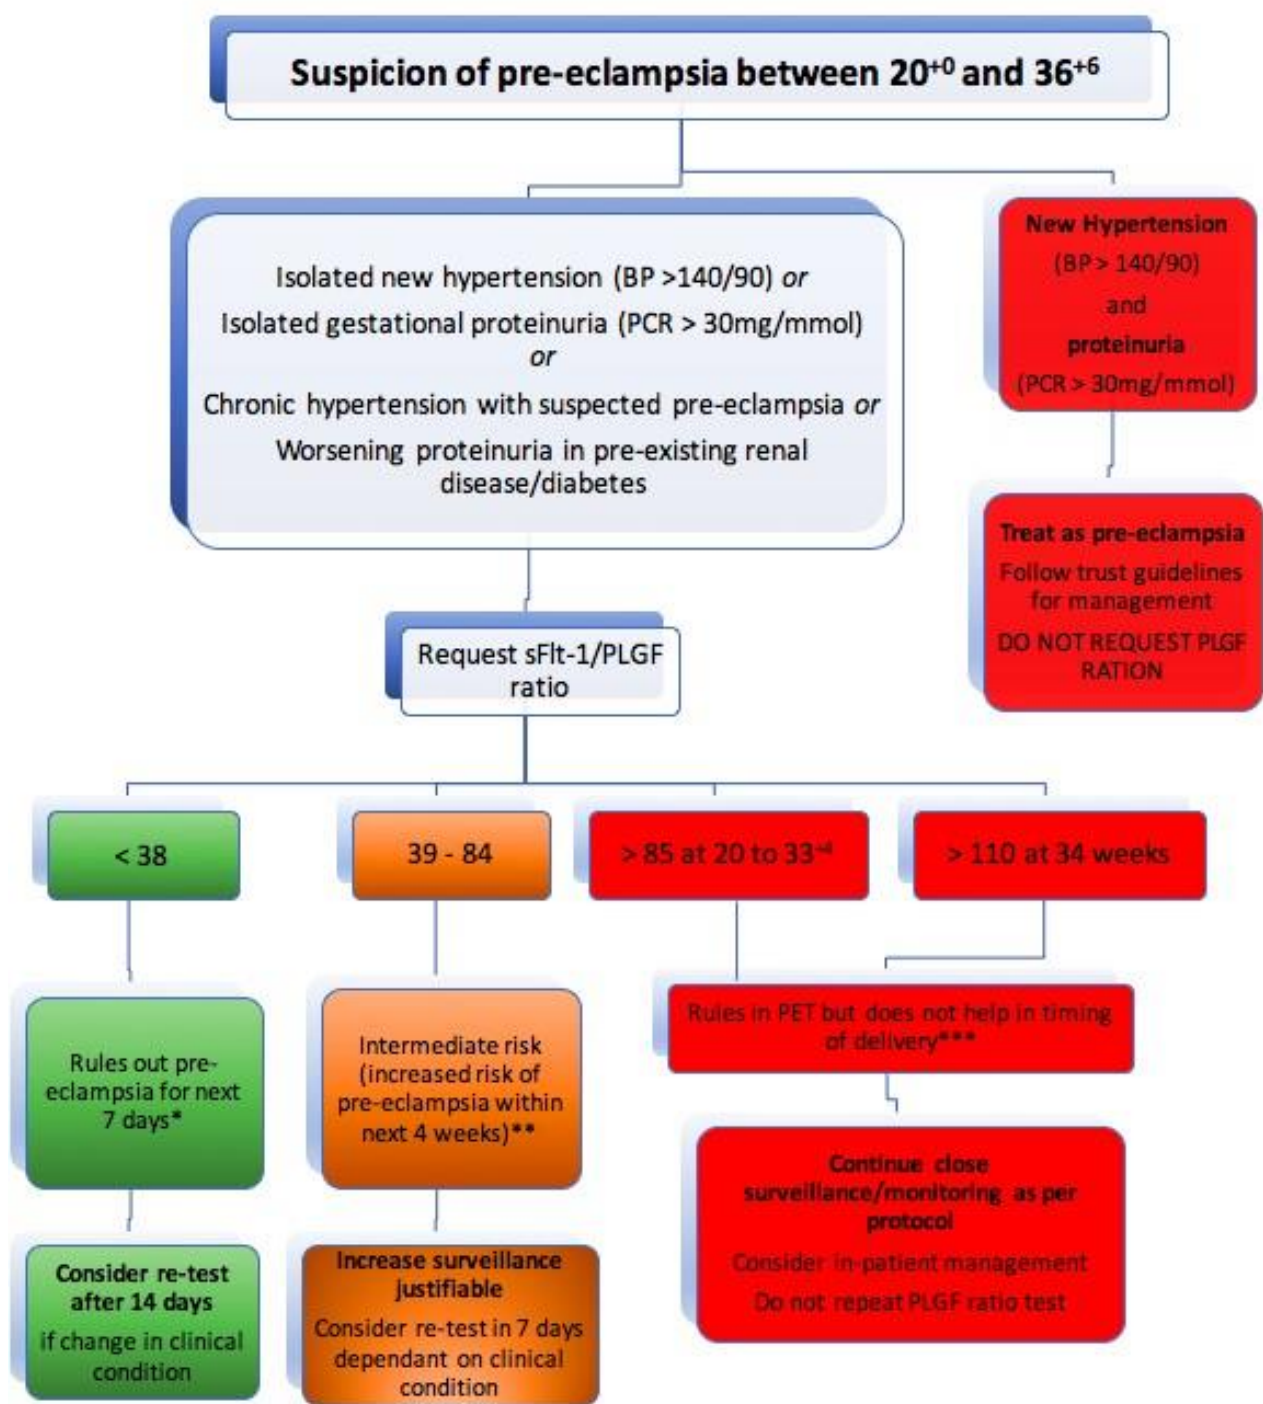 Suspicion of pre-eclampsia between 20+0 and 36+6
Isolated new hypertension (BP >140/90) or
Isolated gestational proteinuria (PCR > 30mg/mmol)
or
Chronic hypertension with suspected pre-eclampsia or
Worsening proteinuria in pre-existing renal
disease/diabetes
New Hypertension
(BP > 140/90)
and
proteinuria
(PCR > 30mg/mmol)
Treat as pre-eclampsia
Follow trust guidelines
for management
DO NOT REQUEST PLGF
RATION
Request sFlt-1/PLGF
ratio
< 38
39 - 84
> 85 at 20 to 33+4
> 110 at 34 weeks
Rules out pre-
eclampsia for next
7 days*
Intermediate risk
(increased risk of
pre-eclampsia within
next 4 weeks)**
Rules in PET but does not help in timing
of delivery***
Consider re-test
after 14 days
if change in clinical
condition
Increase surveillance
justifiable
Consider re-test in 7 days
dependant on clinical
condition
Continue close
surveillance/monitoring as per
protocol
Consider in-patient management
Do not repeat PLGF ratio test